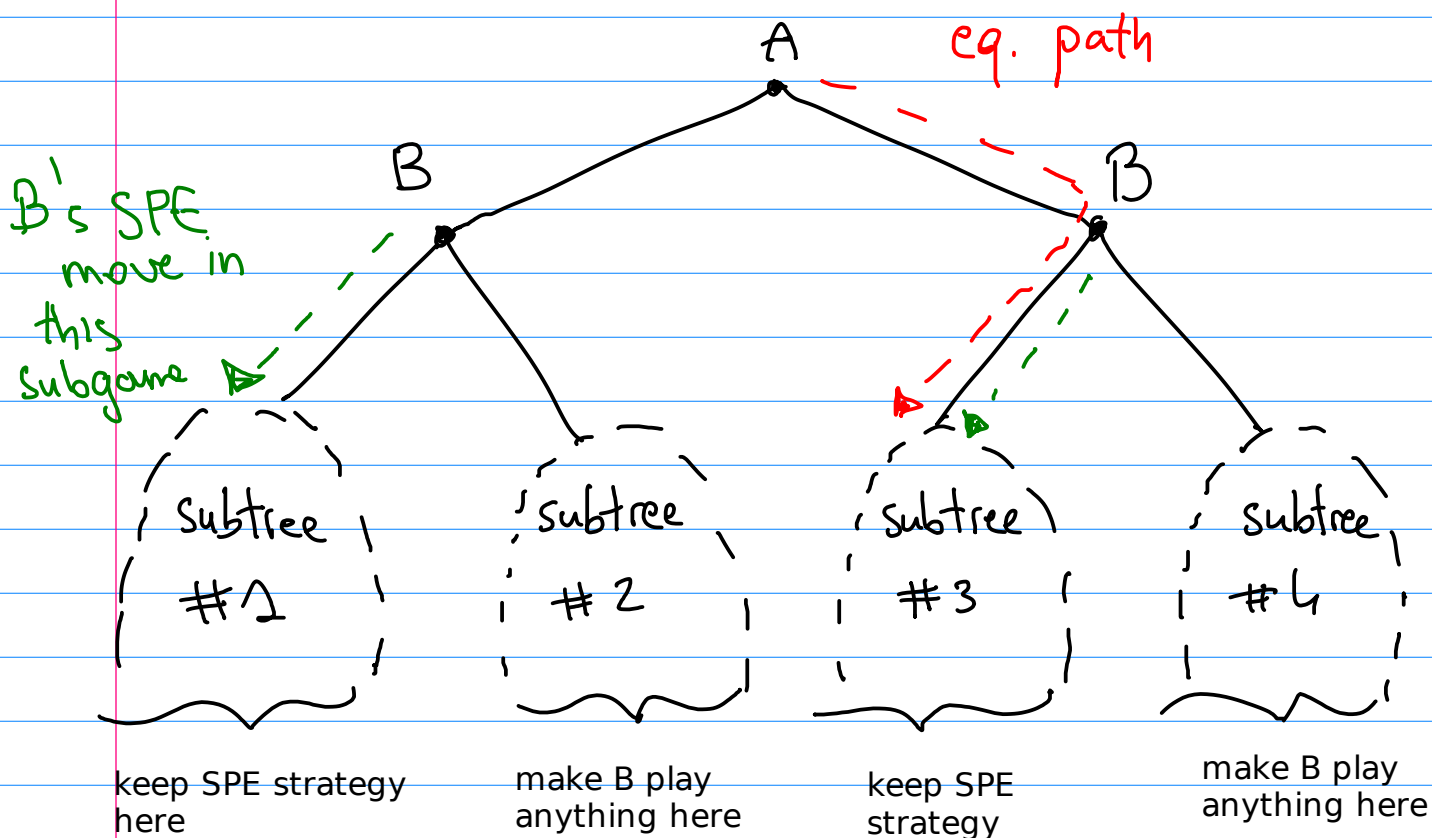 A
eq. path
B
B
B's SPE
move in
this
subgame
subtree
#1
subtree
#2
subtree
#3
subtree
#4
keep SPE strategy
here
make B play
anything here
keep SPE
strategy
make B play
anything here